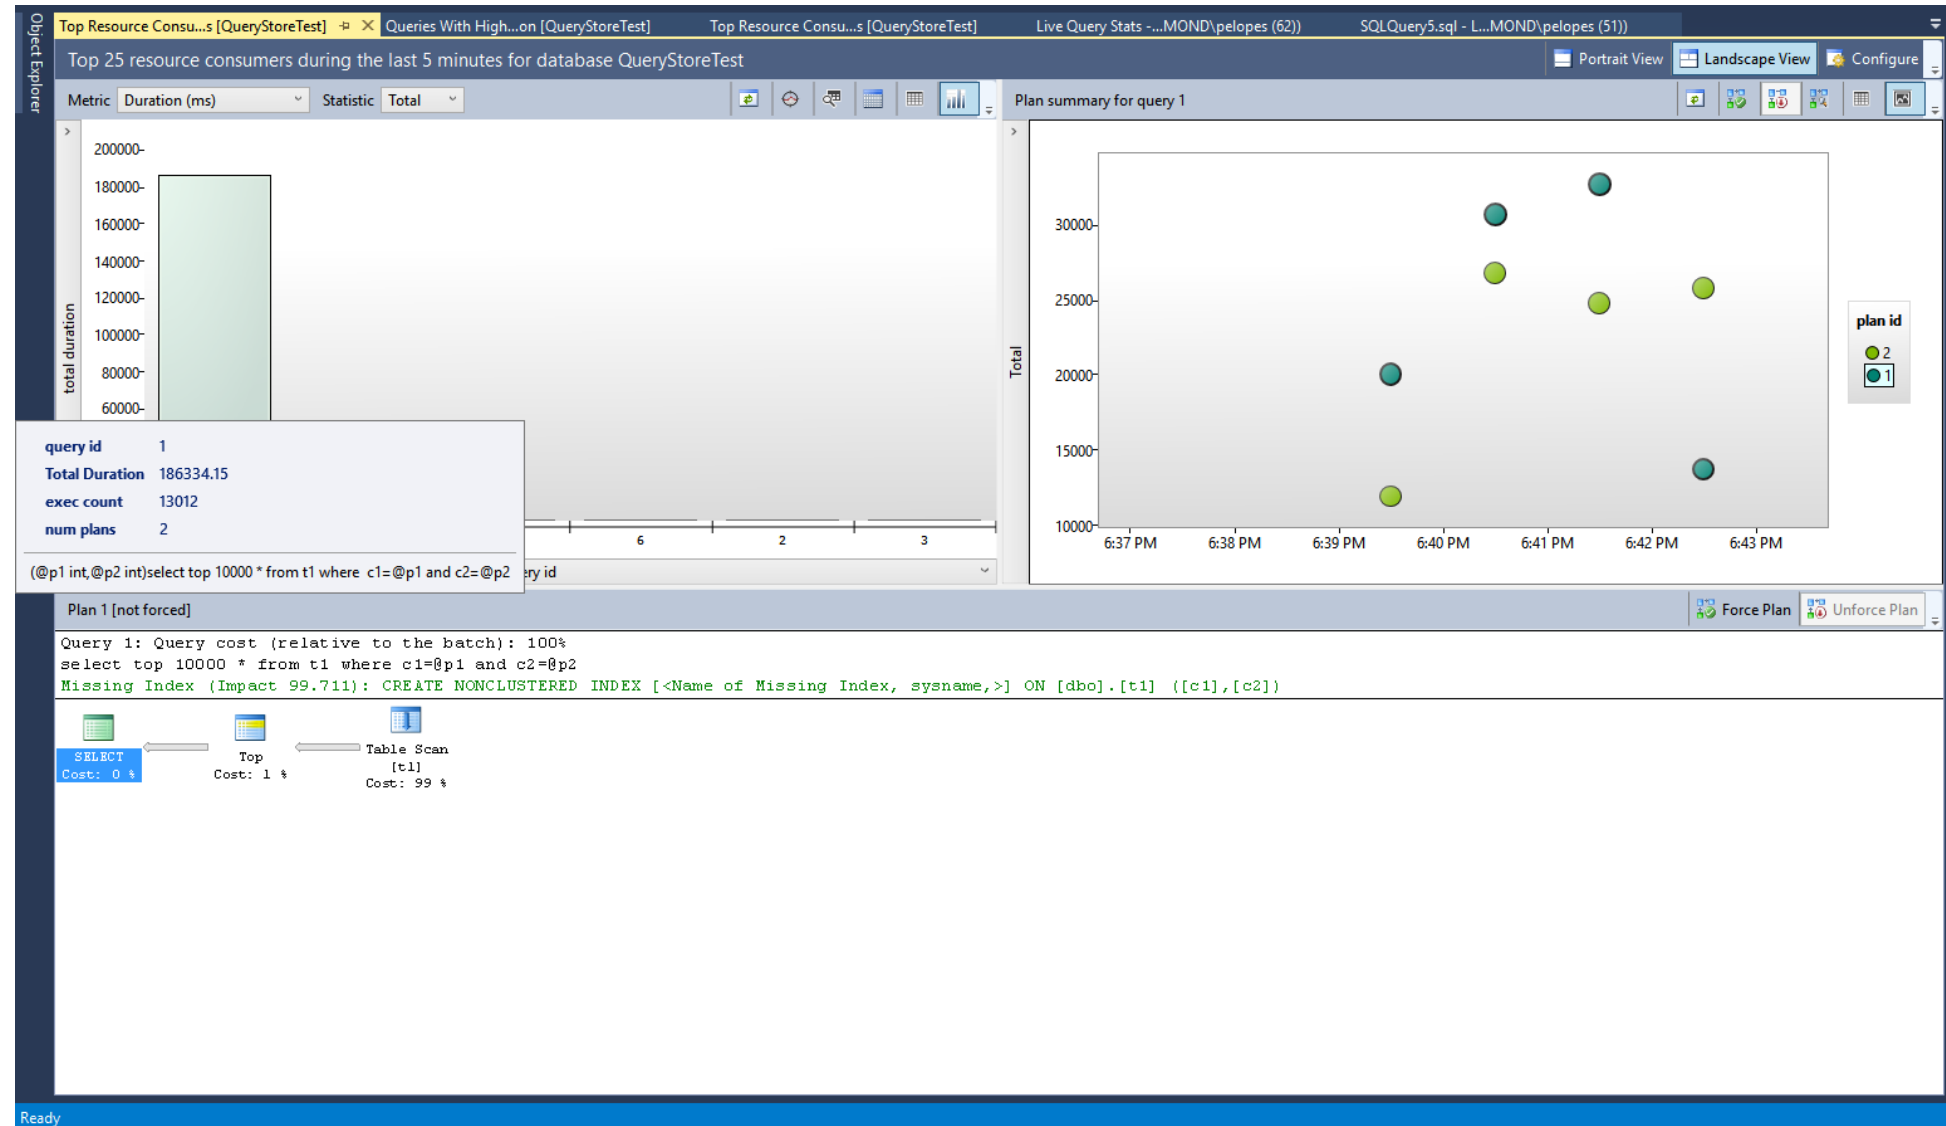 Object Explorer
Top Resource Consu...s [QueryStoreTest]
Queries With High...on [QueryStoreTest]
Top Resource Consu...s [QueryStoreTest]
Live Query Stats -...MOND\pelopes (62))
SQLQuery5.sql - L...MOND\pelopes (51))
Top 25 resource consumers during the last 5 minutes for database QueryStoreTest
Portrait View
Landscape View
Configure
Metric Duration (ms)
Statistic Total
Plan summary for query 1
total duration
200000
180000
160000
140000
120000
100000
80000
60000
6
2
3
query id 1
Total Duration 186334.15
exec count 13012
num plans 2
(@p1 int,@p2 int)select top 10000 * from t1 where c1=@p1 and c2=@p2
ery id
Total
30000
25000
20000
15000
10000
6:37 PM
6:38 PM
6:39 PM
6:40 PM
6:41 PM
6:42 PM
6:43 PM
plan id
2
1
Plan 1 [not forced]
Force Plan
Unforce Plan
Query 1: Query cost (relative to the batch): 100%
select top 10000 * from t1 where c1=@p1 and c2=@p2
Missing Index (Impact 99.711): CREATE NONCLUSTERED INDEX [<Name of Missing Index, sysname,>] ON [dbo].[t1] ([c1],[c2])
SELECT
Cost: 0 %
Top
Cost: 1 %
Table Scan
[t1]
Cost: 99 %
Ready